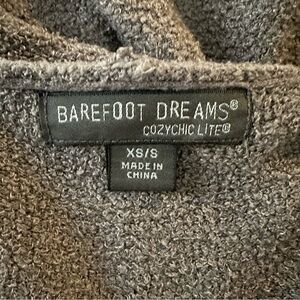 BAREFOOT DREAMS®
COZYCHIC LITE®
XS/S
MADE IN
CHINA